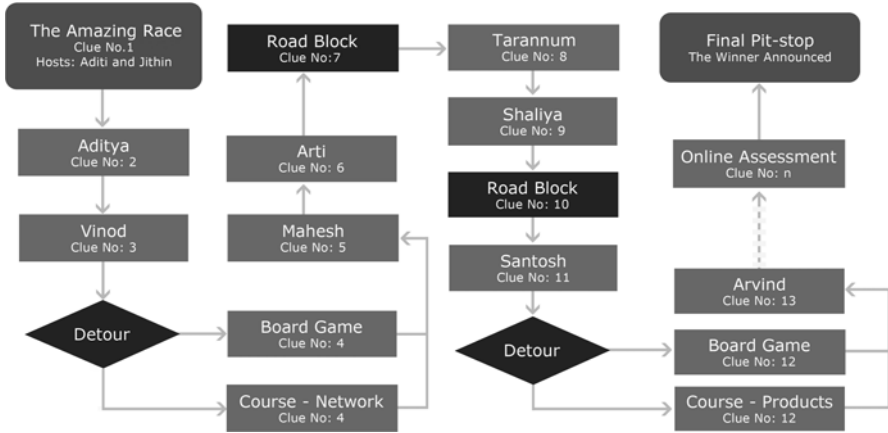 The Amazing Race
Clue No.1
Hosts: Aditi and Jithin
Aditya
Clue No: 2
Vinod
Clue No: 3
Detour
Board Game
Clue No: 4
Course - Network
Clue No: 4
Mahesh
Clue No: 5
Arti
Clue No: 6
Road Block
Clue No:7
Tarannum
Clue No: 8
Shaliya
Clue No: 9
Road Block
Clue No: 10
Santosh
Clue No: 11
Detour
Board Game
Clue No: 12
Course - Products
Clue No: 12
Arvind
Clue No: 13
Online Assessment
Clue No: n
Final Pit-stop
The Winner Announced